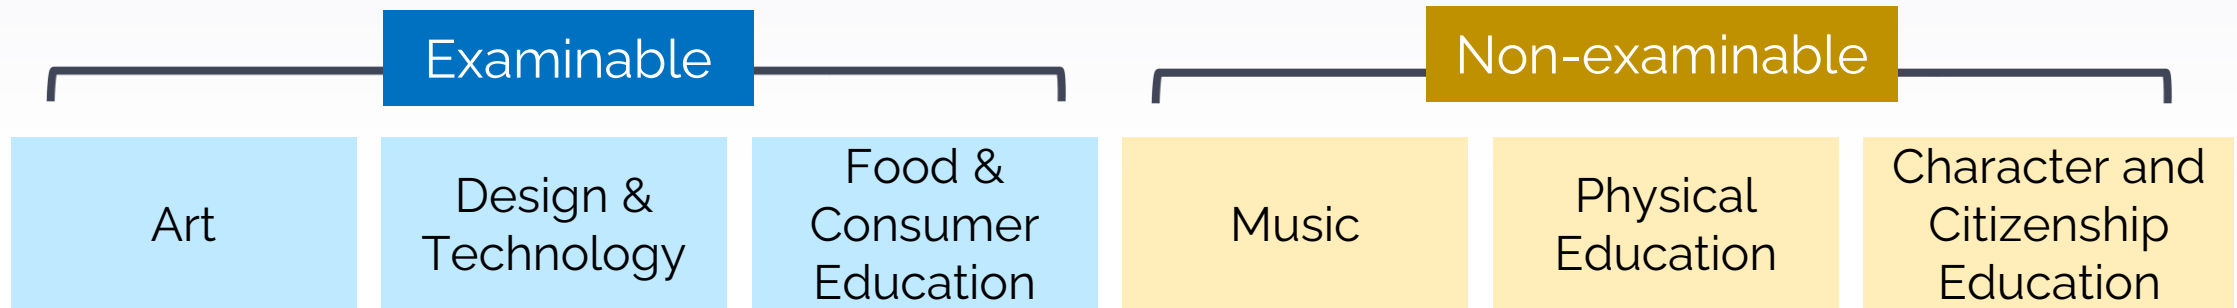 Examinable
Non-examinable
Art
Design &
Technology
Food &
Consumer
Education
Music
Physical
Education
Character and
Citizenship
Education